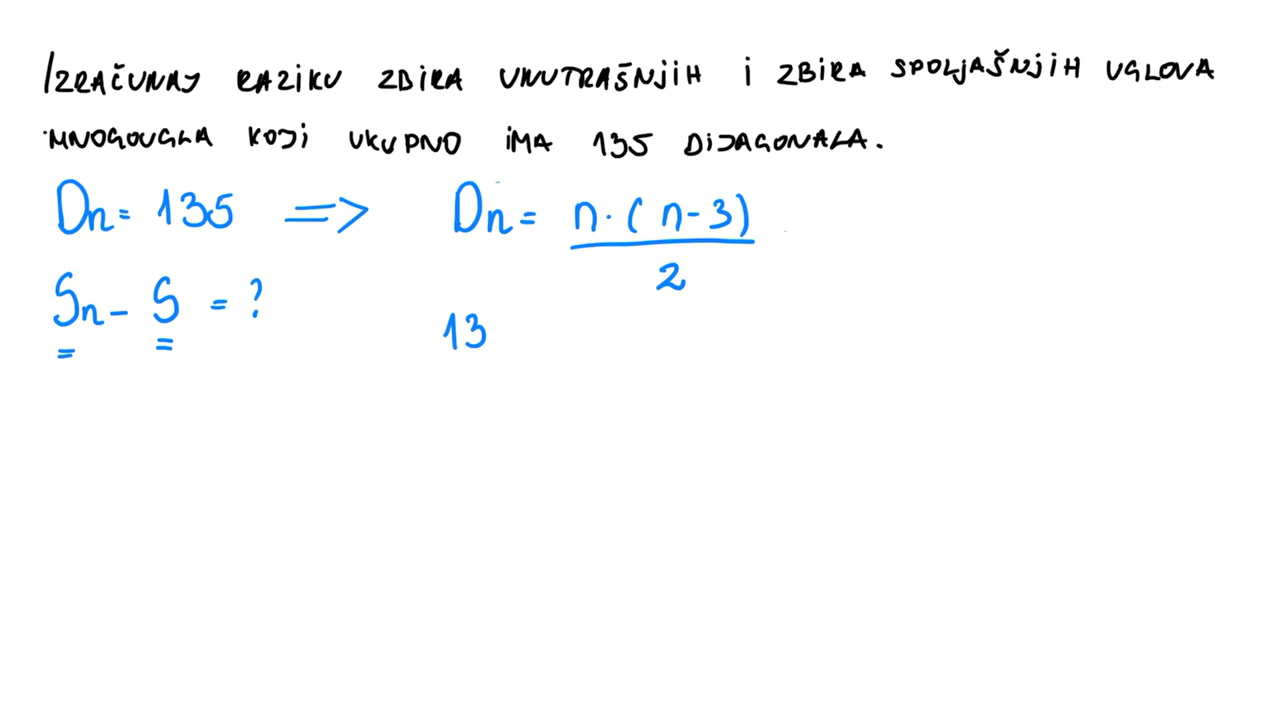 IZRAČUNAJ RAZIKU ZBIRA UNUTRAŠNJIH I ZBIRA SPOLJAŠNJIH UGLOVA
MNOGOUGLA KOJI UKUPNO IMA 135 DIJAGONALA.
Dn = 135 => Dn = n·(n-3)/2
Sn - S = ?
13